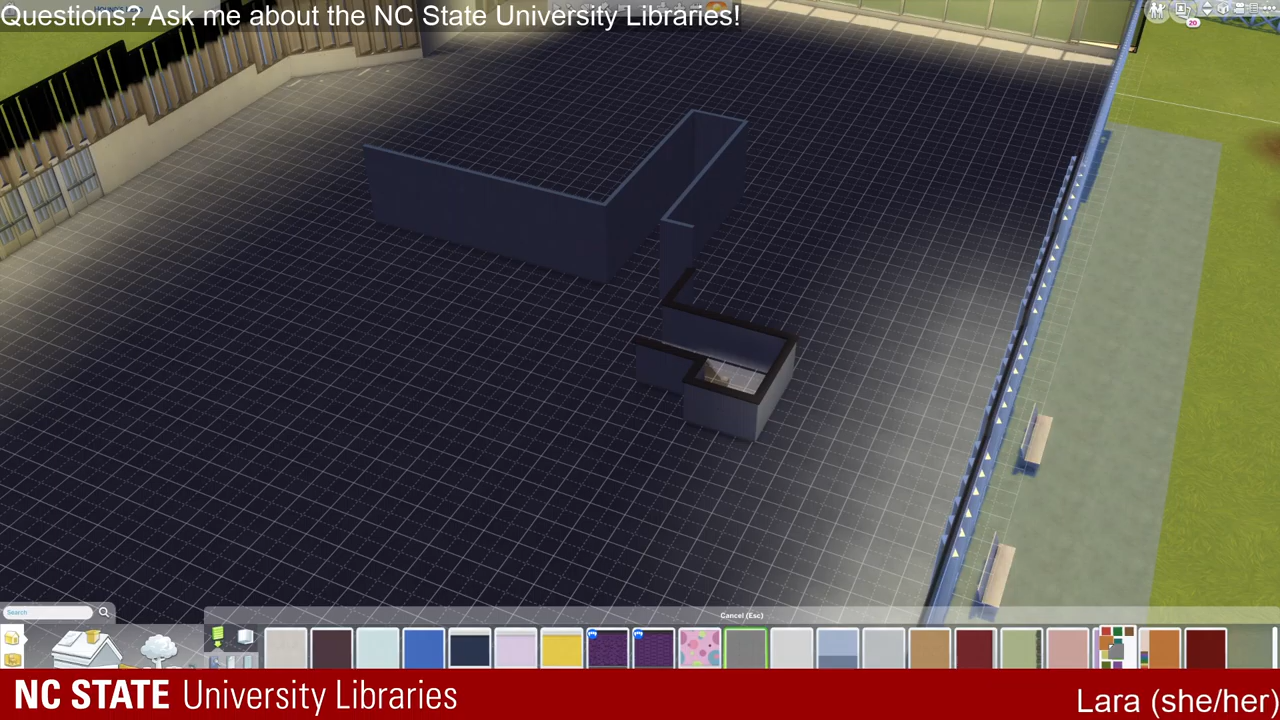 Questions? Ask me about the NC State University Libraries!
20
Cancel (Esc)
Search
NC STATE University Libraries
Lara (she/her)